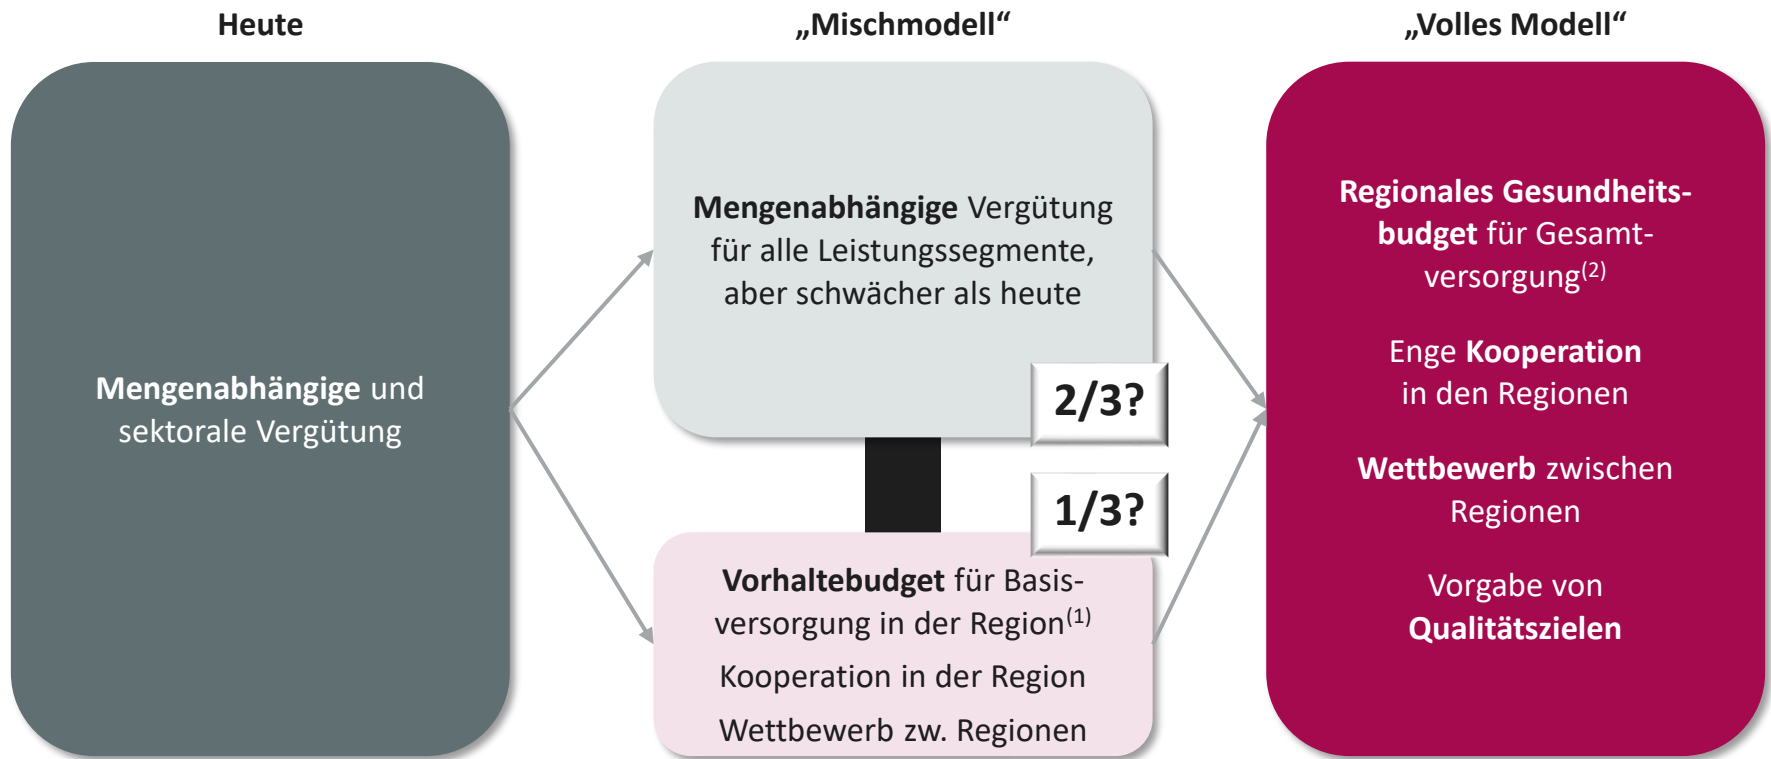 Heute
„Mischmodell“
„Volles Modell“
Mengenabhängige und
sektorale Vergütung
Mengenabhängige Vergütung
für alle Leistungssegmente,
aber schwächer als heute
2/3?
1/3?
Vorhaltebudget für Basis-
versorgung in der Region(1)
Kooperation in der Region
Wettbewerb zw. Regionen
Regionales Gesundheits-
budget für Gesamt-
versorgung(2)
Enge Kooperation
in den Regionen
Wettbewerb zwischen
Regionen
Vorgabe von
Qualitätszielen